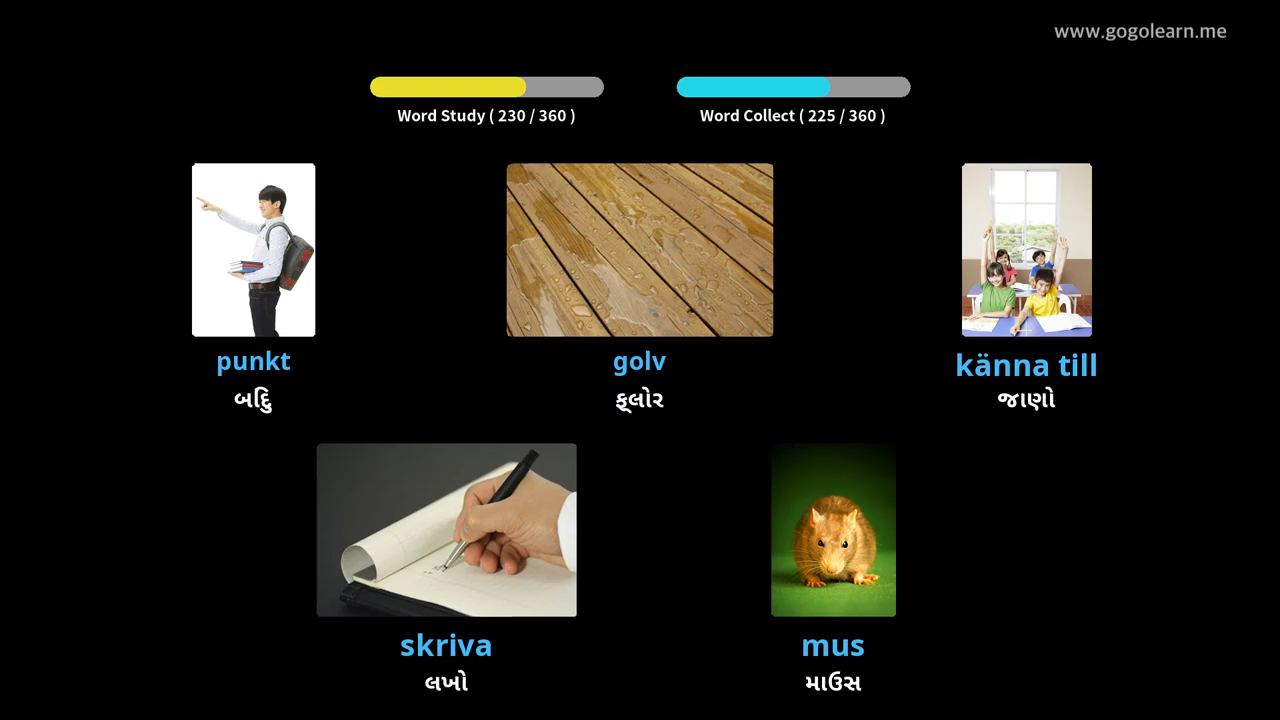 www.gogolearn.me
Word Study ( 230 / 360 )
Word Collect ( 225 / 360 )
punkt
બિંદુ
golv
ફ્લોર
känna till
જાણો
skriva
લખો
mus
માઉસ